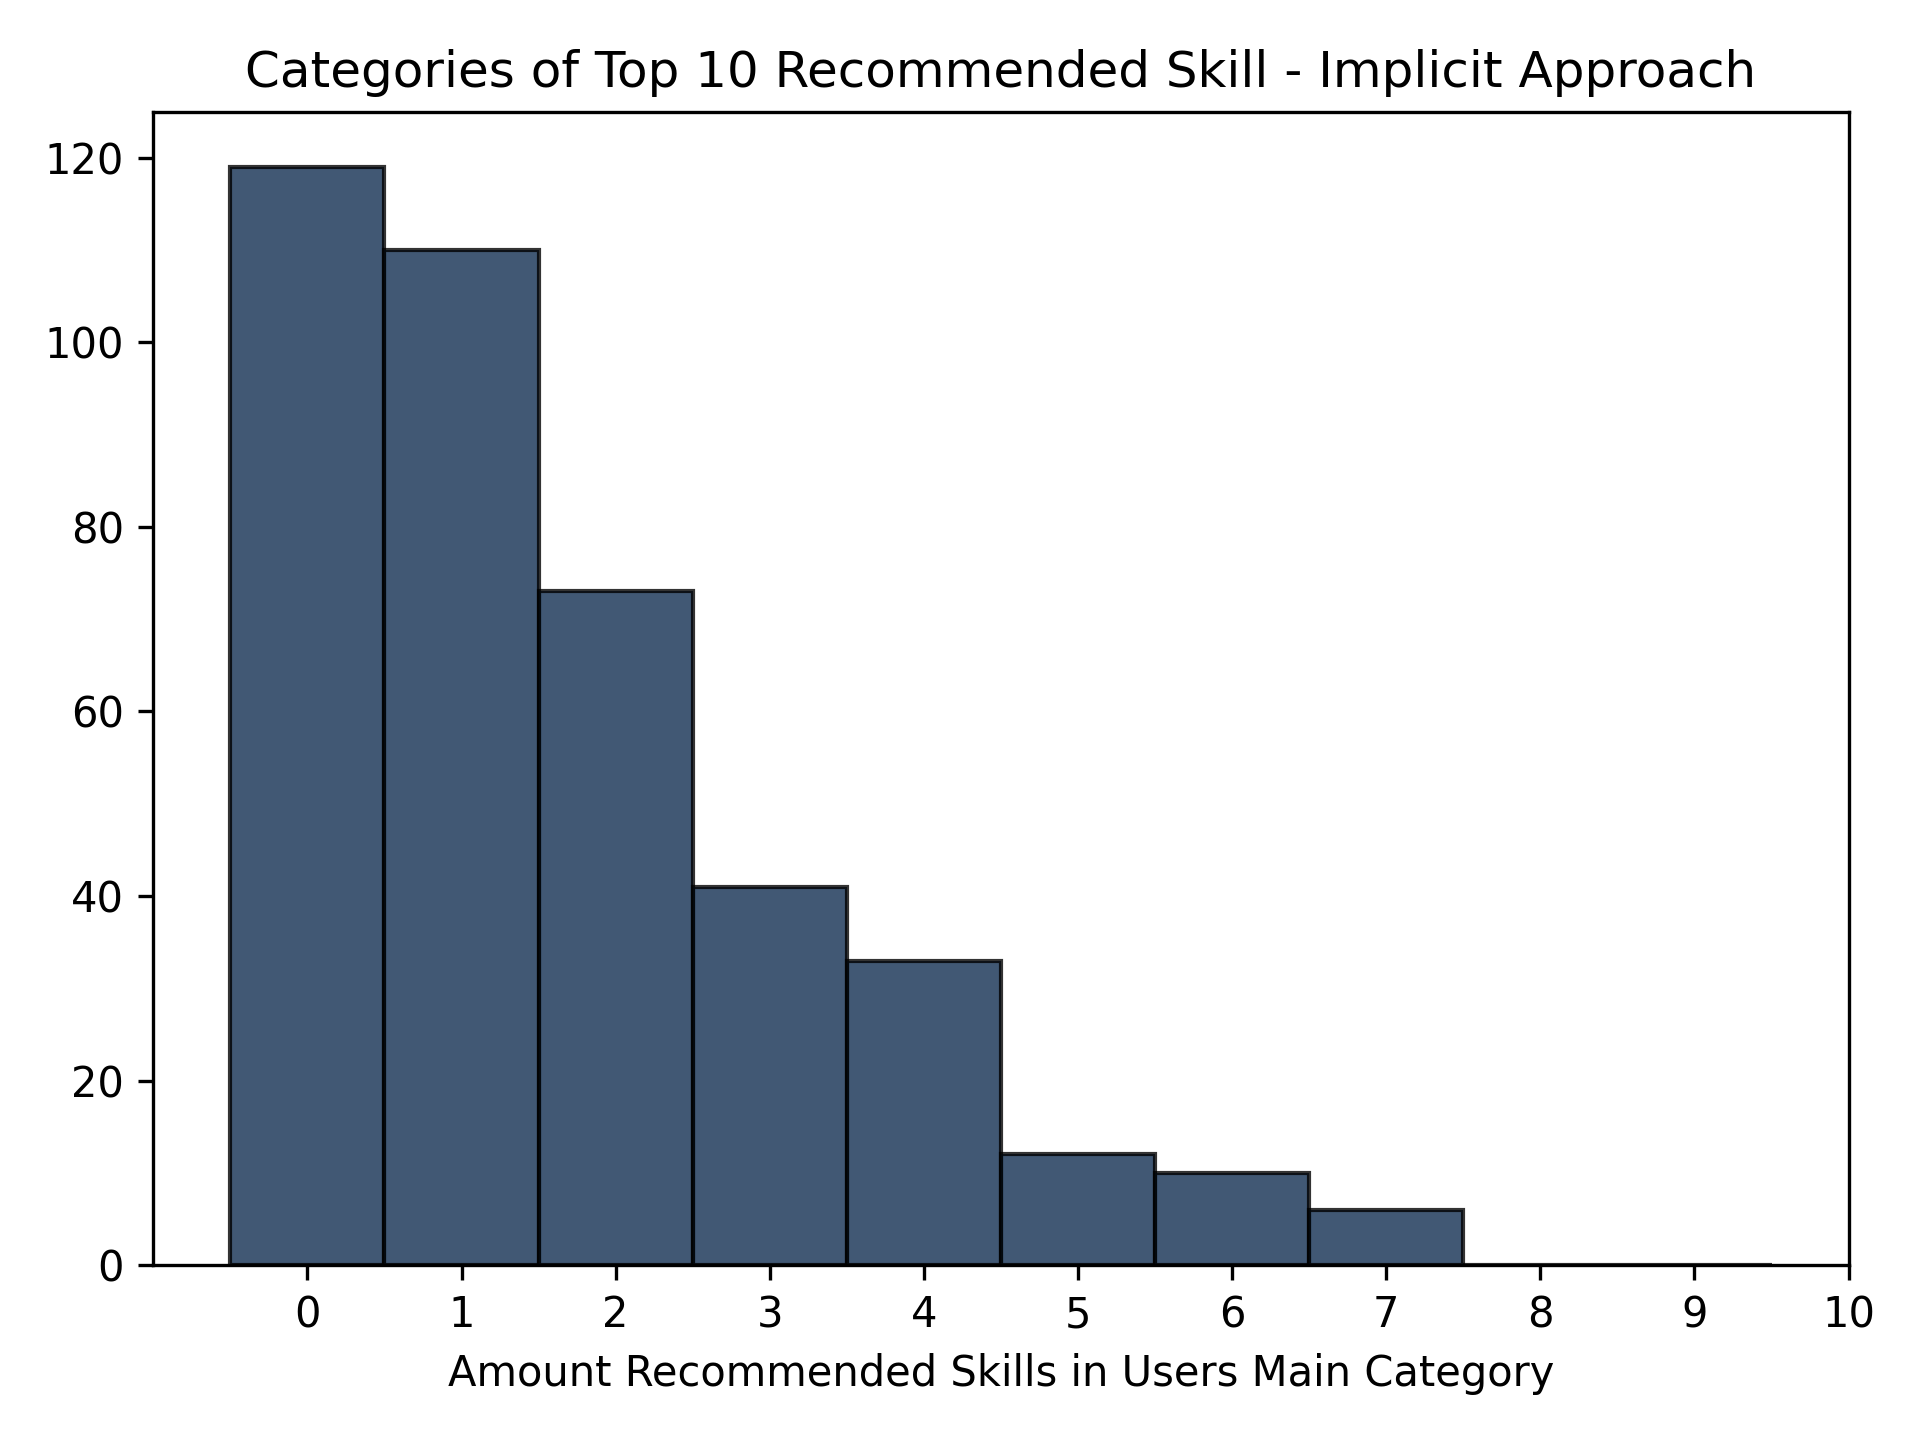 Categories of Top 10 Recommended Skill - Implicit Approach
120
100
80
60
40
20
0
0 1 2 3 4 5 6 7 8 9 10
Amount Recommended Skills in Users Main Category